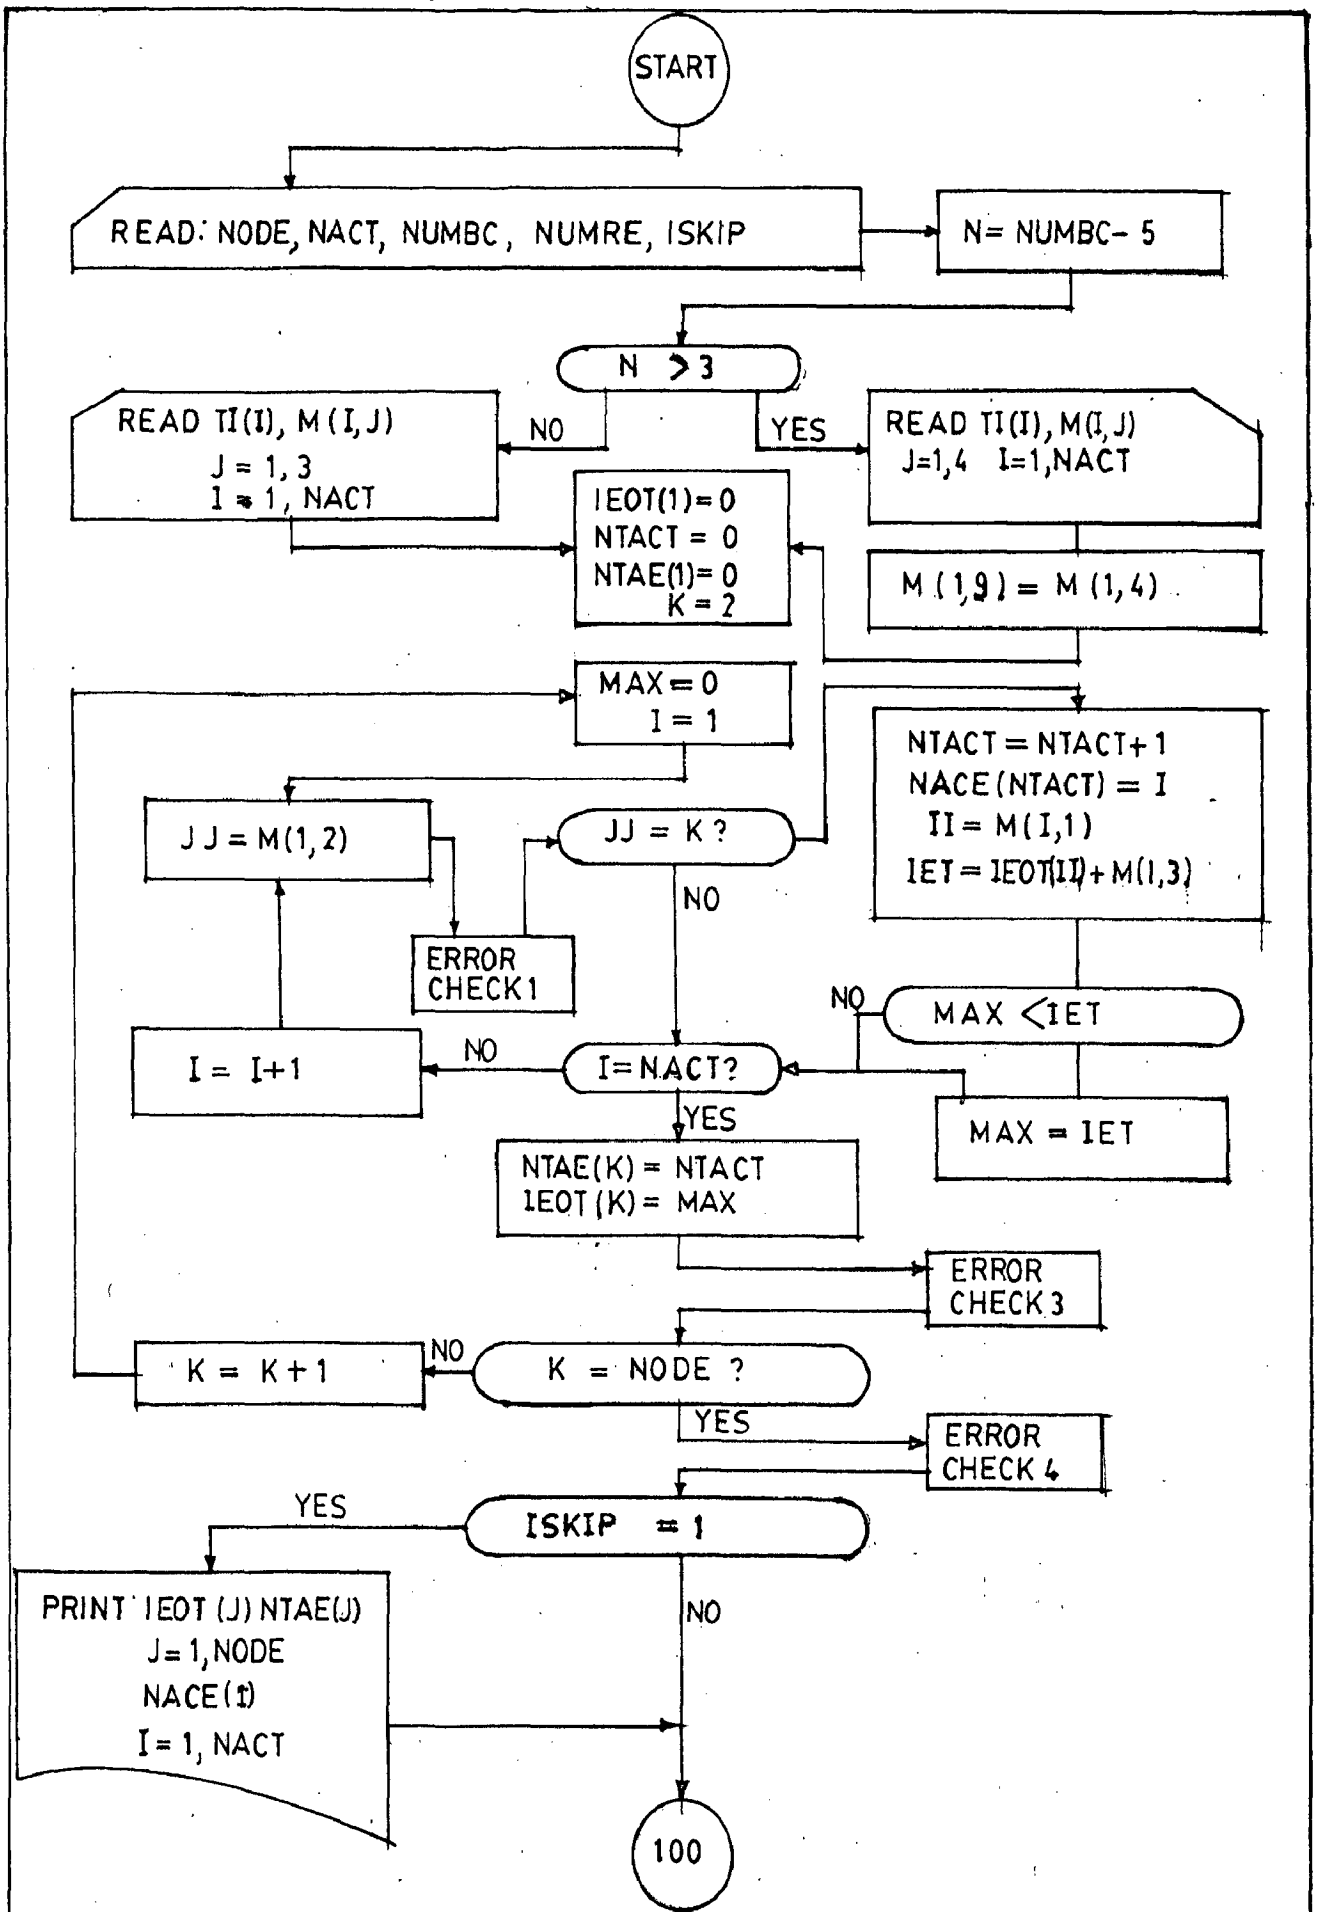 START
READ: NODE, NACT, NUMBC, NUMRE, ISKIP
N= NUMBC- 5
N > 3
NO
YES
READ TI(I), M(I,J)
J = 1, 3
I = 1, NACT
READ TI(I), M(I,J)
J=1,4 I=1,NACT
IEOT(1)=0
NTACT = 0
NTAE(1)=0
K = 2
M(1,9) = M(1,4)
MAX = 0
I = 1
NTACT = NTACT+1
NACE(NTACT) = I
II = M(I,1)
IET = IEOT(II)+M(1,3)
JJ = M(1,2)
JJ = K?
NO
ERROR
CHECK1
NO
MAX <IET
I = I+1
NO
I=NACT?
YES
MAX = IET
NTAE(K) = NTACT
IEOT(K) = MAX
ERROR
CHECK3
K = K+1
NO
K = NODE ?
YES
ERROR
CHECK 4
YES
ISKIP = 1
NO
PRINT IEOT (J) NTAE(J)
J=1,NODE
NACE(I)
I=1, NACT
100